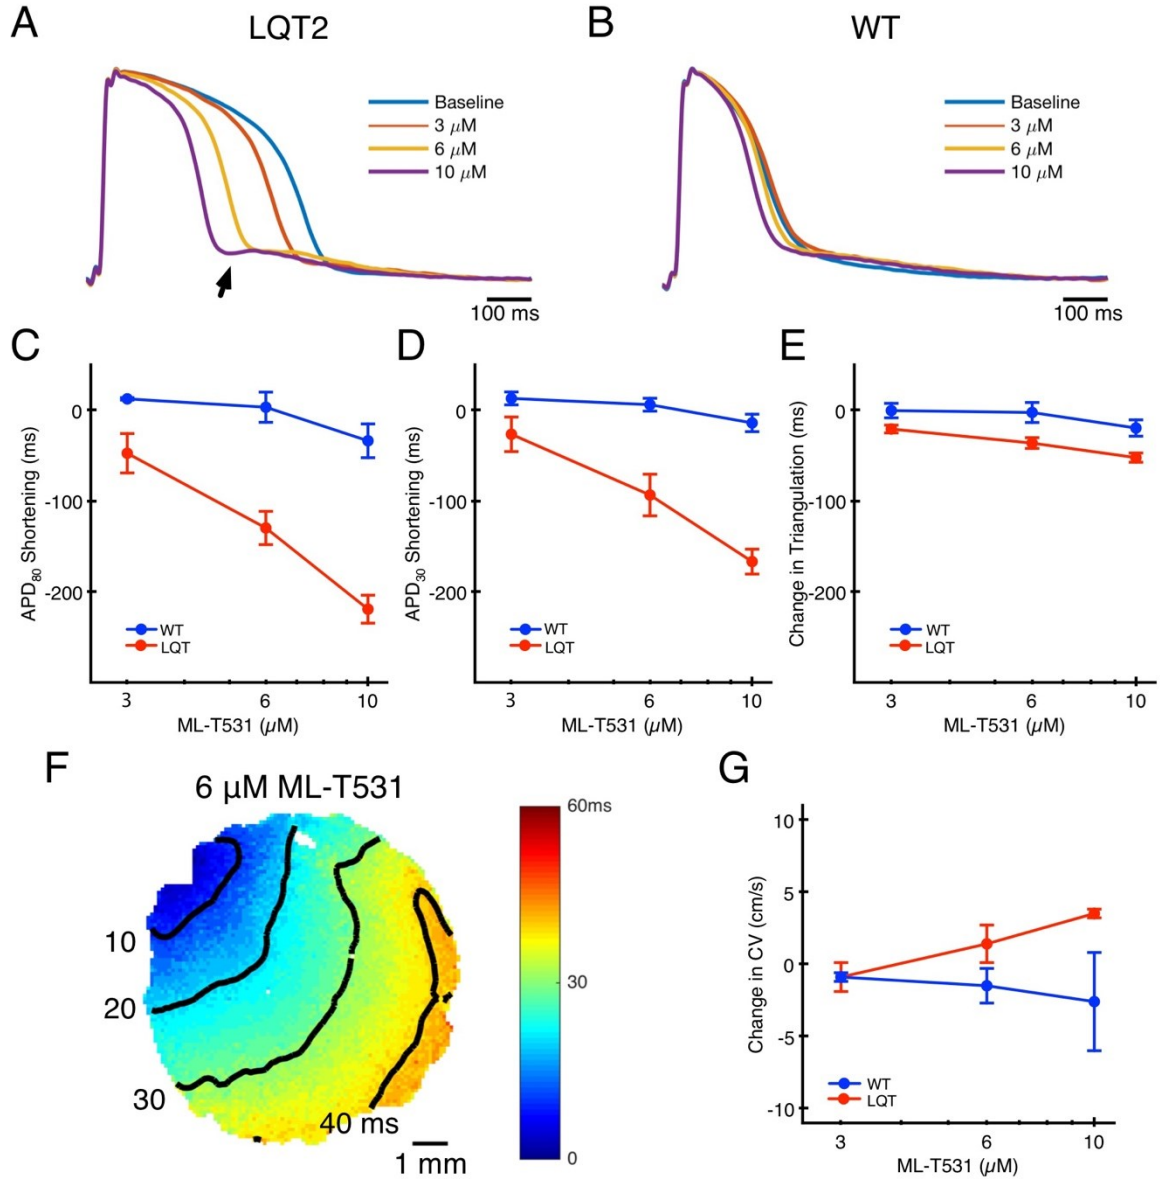 A
LQT2
Baseline
3 μM
6 μM
10 μM
100 ms
B
WT
Baseline
3 μM
6 μM
10 μM
100 ms
C
APD80 Shortening (ms)
0
-100
-200
WT
LQT
3
6
10
ML-T531 (μM)
D
APD30 Shortening (ms)
0
-100
-200
WT
LQT
3
6
10
ML-T531 (μM)
E
Change in Triangulation (ms)
0
-100
-200
WT
LQT
3
6
10
ML-T531 (μM)
F
6 μM ML-T531
10
20
30
40 ms
1 mm
60ms
30
0
G
Change in CV (cm/s)
10
5
0
-5
-10
WT
LQT
3
6
10
ML-T531 (μM)